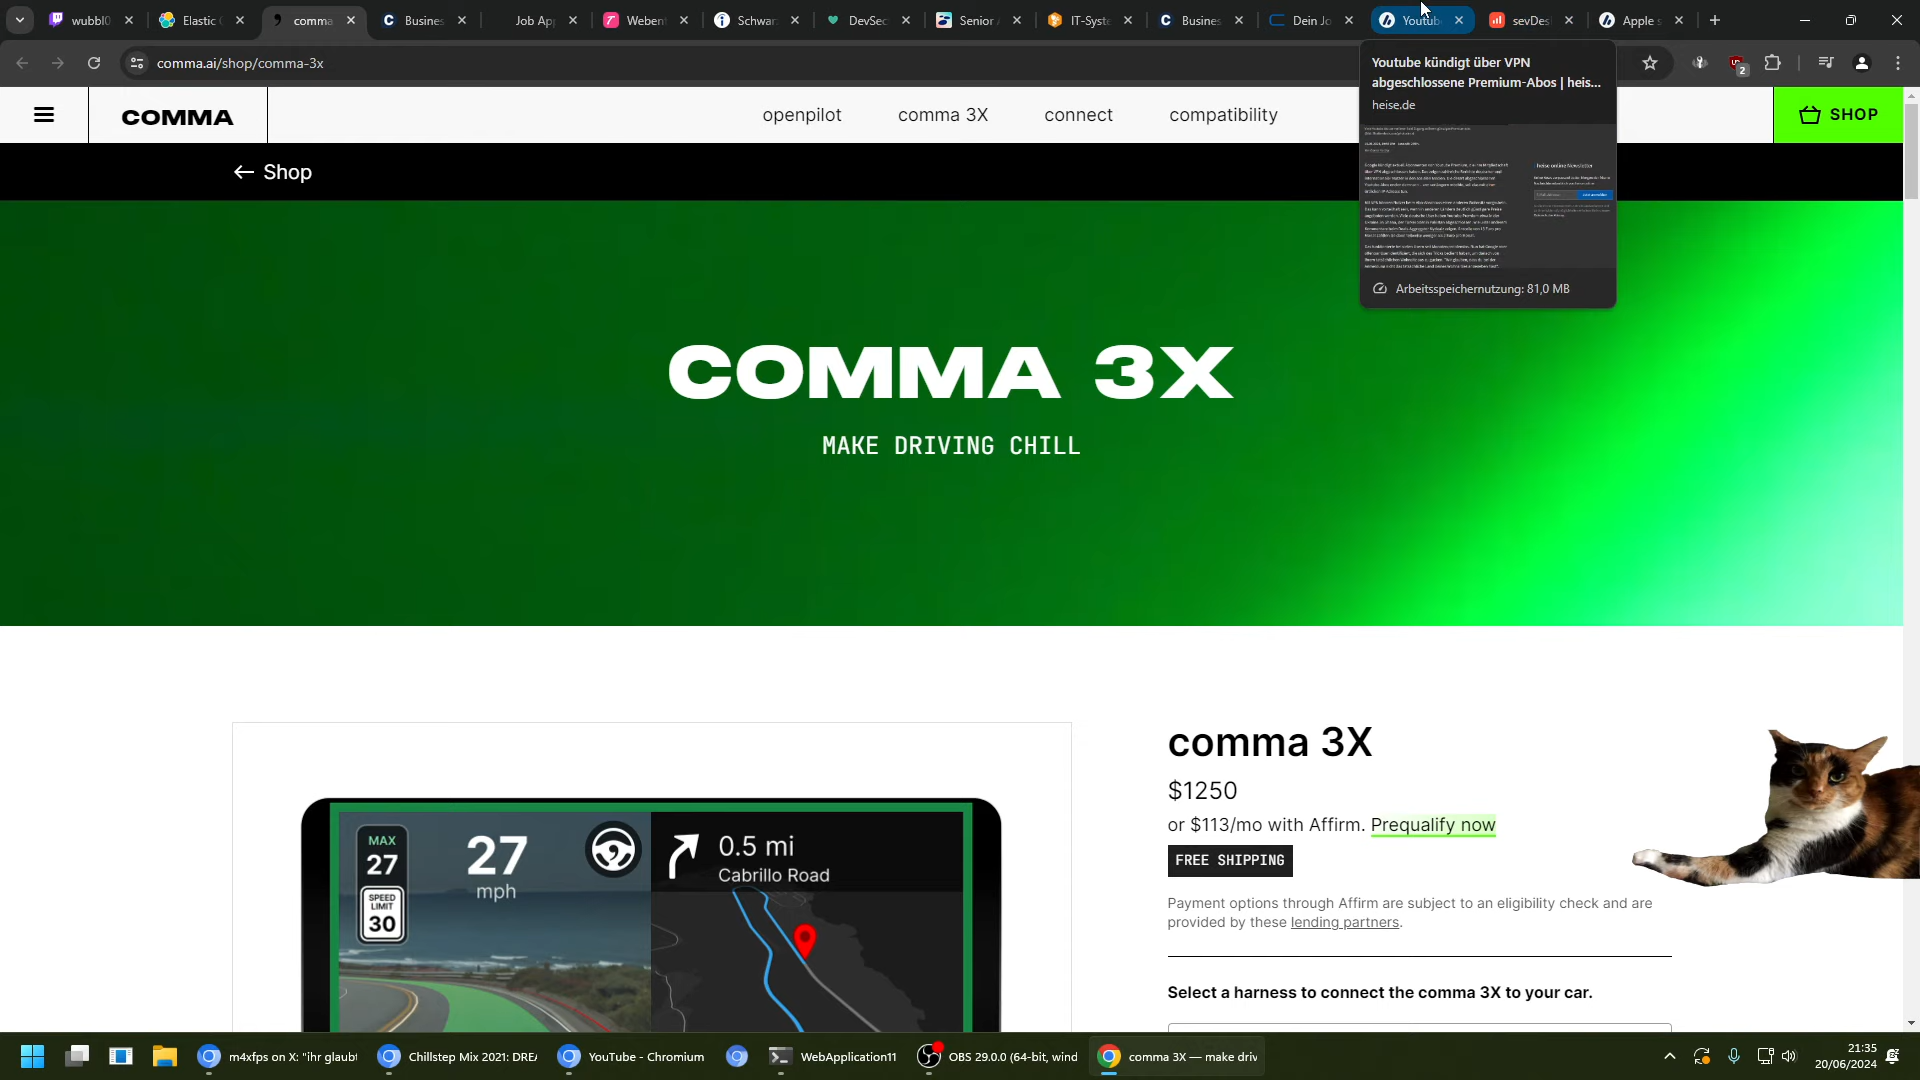 wubbl0
Elastic
comma
Busines
Job Ap
Weben
Schwar
DevSec
Senior
IT-Syste
Busines
Dein Jo
Youtub
sevDes
Apple s
comma.ai/shop/comma-3x
2
Youtube kündigt über VPN
abgeschlossene Premium-Abos | heis...
heise.de
heise online Newsletter
Arbeitsspeichernutzung: 81,0 MB
COMMA
openpilot
comma 3X
connect
compatibility
SHOP
← Shop
COMMA 3X
MAKE DRIVING CHILL
comma 3X
$1250
or $113/mo with Affirm. Prequalify now
FREE SHIPPING
Payment options through Affirm are subject to an eligibility check and are
provided by these lending partners.
Select a harness to connect the comma 3X to your car.
MAX
27
SPEED
LIMIT
30
27
mph
0.5 mi
Cabrillo Road
m4xfps on X: "ihr glaubt
Chillstep Mix 2021: DRE
YouTube - Chromium
WebApplication11
OBS 29.0.0 (64-bit, wind
comma 3X — make driv
21:35
20/06/2024